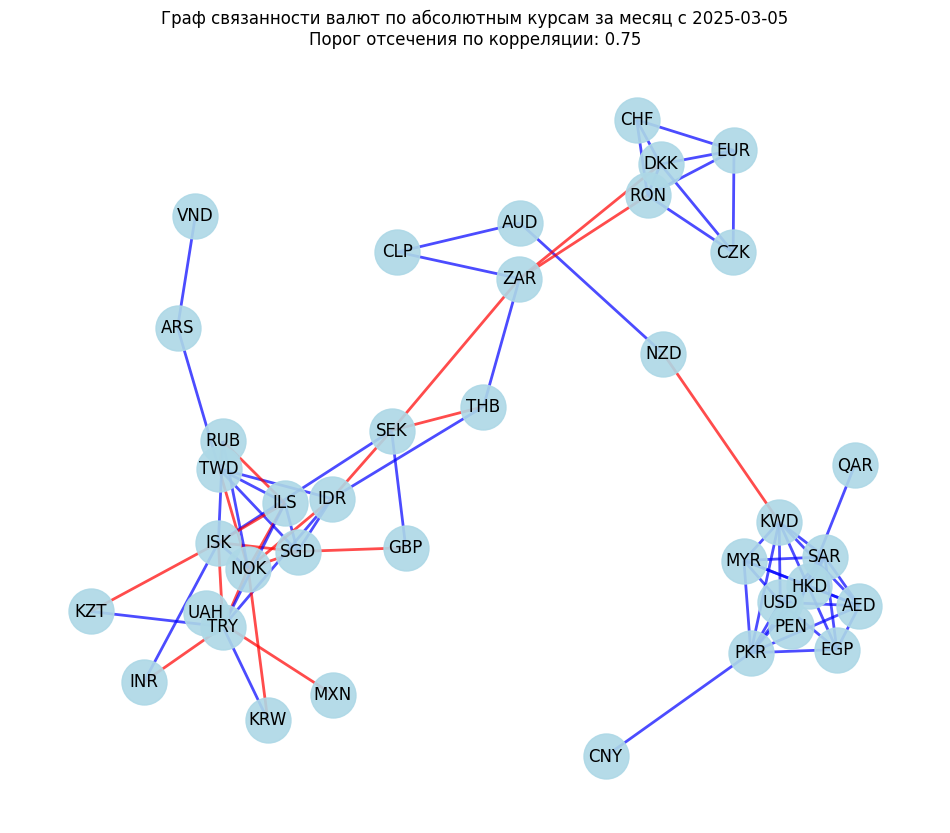 Граф связанности валют по абсолютным курсам за месяц с 2025-03-05
Порог отсечения по корреляции: 0.75
CHF
EUR
DKK
RON
VND
AUD
CLP
CZK
ZAR
ARS
NZD
THB
SEK
RUB
TWD
QAR
ILS
IDR
KWD
ISK
SGD
GBP
NOK
MYR
SAR
HKD
KZT
UAH
TRY
USD
AED
PEN
PKR
EGP
INR
MXN
KRW
CNY